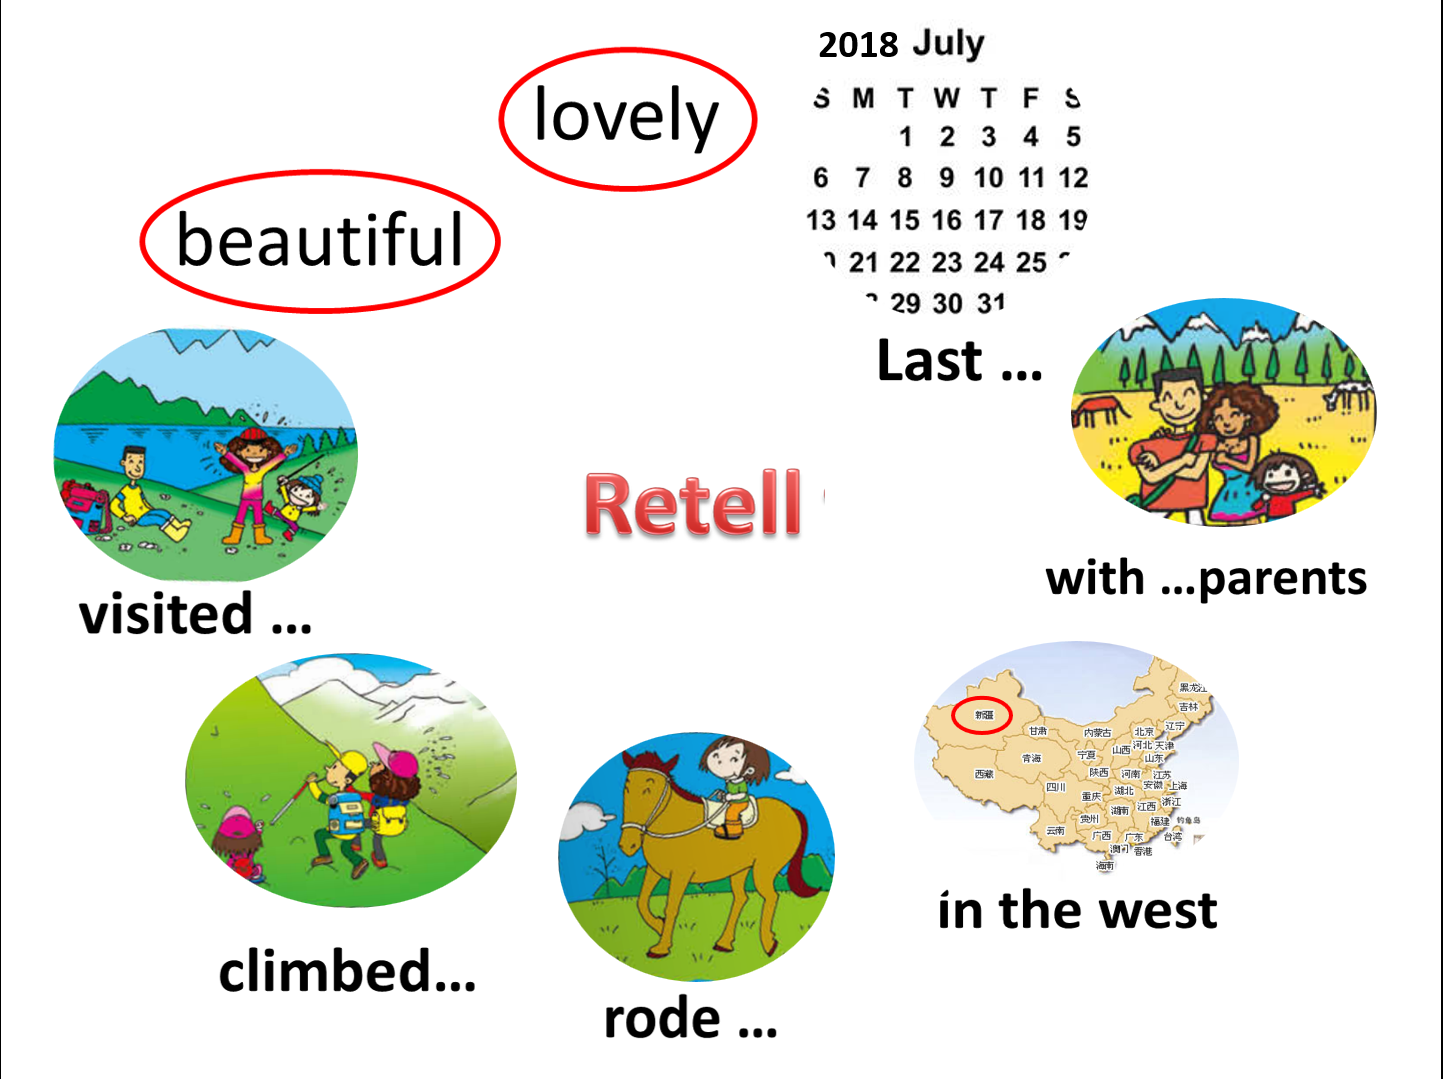 lovely
beautiful
2018 July
S M T W T F S
1 2 3 4 5
6 7 8 9 10 11 12
13 14 15 16 17 18 19
21 22 23 24 25
29 30 31
Last ...
Retell
with ...parents
visited ...
黑龙江
吉林
辽宁
新疆
甘肃
内蒙古
北京
河北
天津
山西
山东
宁夏
青海
陕西
河南
江苏
西藏
四川
湖北
安徽
上海
重庆
浙江
湖南
江西
贵州
福建
钓鱼岛
云南
广西
广东
台湾
澳门
香港
海南
in the west
climbed...
rode ...